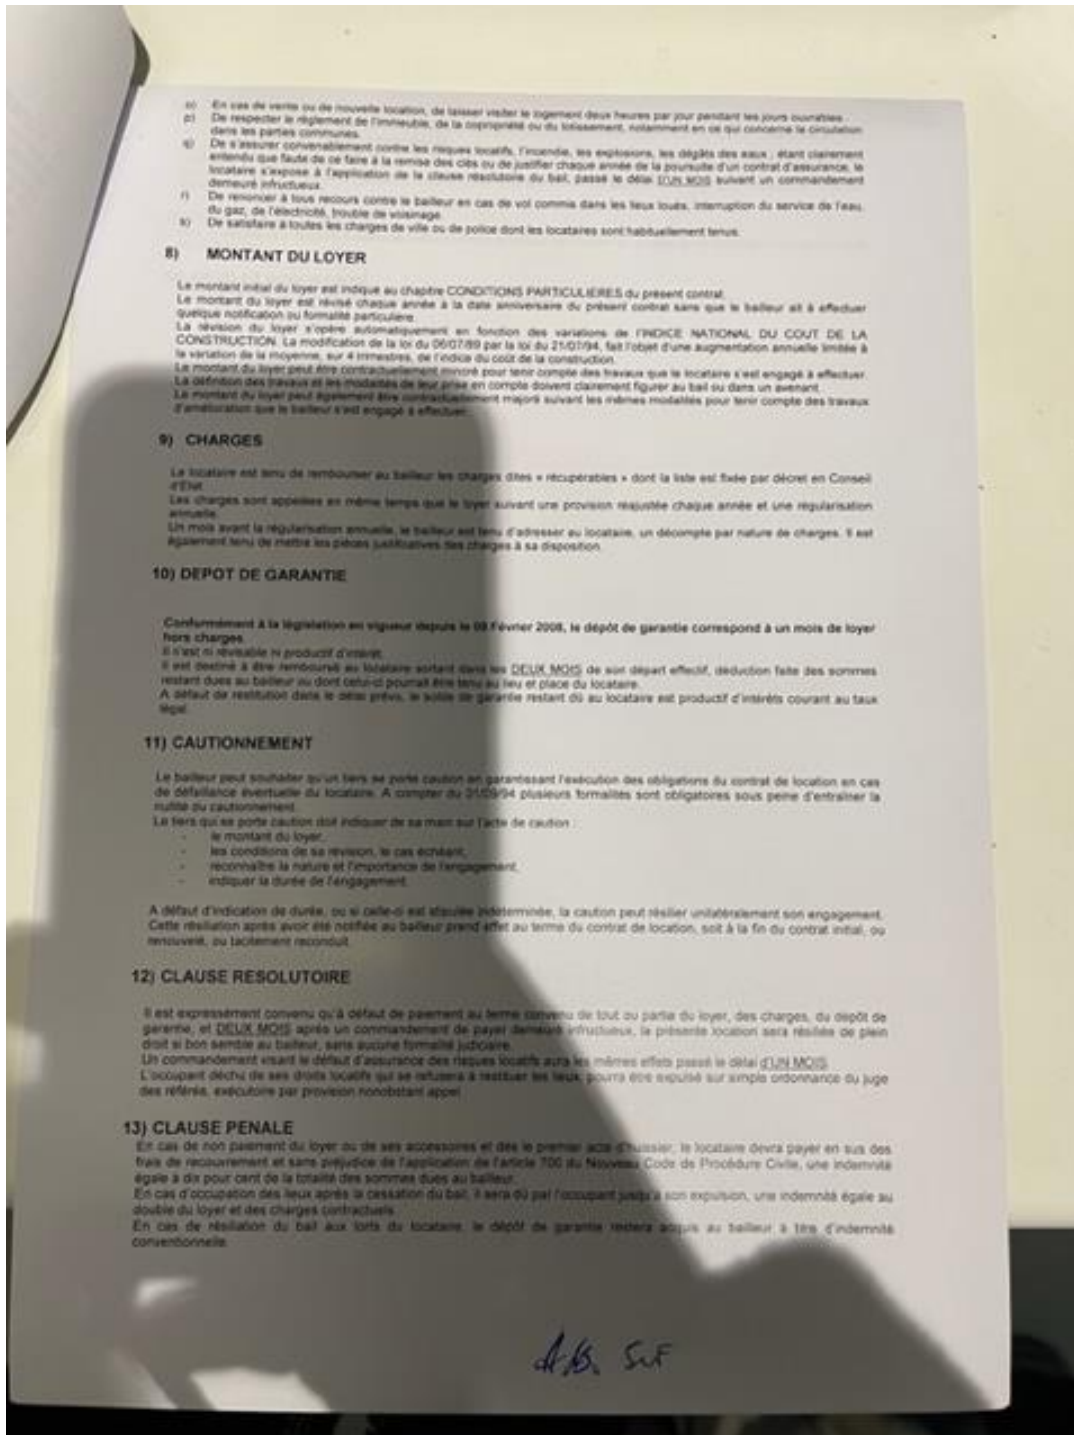 o) En cas de vente ou de nouvelle location, de laisser visiter le logement deux heures par jour pendant les jours ouvrables.
p) De respecter le règlement de l'immeuble, de la copropriété ou du lotissement, notamment en ce qui concerne la circulation
dans les parties communes.
q) De s'assurer convenablement contre les risques locatifs, l'incendie, les explosions, les dégâts des eaux ; étant clairement
entendu que faute de ce faire à la remise des clés ou de justifier chaque année de la poursuite d'un contrat d'assurance, le
locataire s'expose à l'application de la clause résolutoire du bail, passé le délai D'UN MOIS suivant un commandement
demeuré infructueux.
r) De renoncer à tous recours contre le bailleur en cas de vol commis dans les lieux loués, interruption du service de l'eau,
du gaz, de l'électricité, trouble de voisinage.
s) De satisfaire à toutes les charges de ville ou de police dont les locataires sont habituellement tenus.
8) MONTANT DU LOYER
Le montant initial du loyer est indiqué au chapitre CONDITIONS PARTICULIERES du présent contrat.
Le montant du loyer est révisé chaque année à la date anniversaire du présent contrat sans que le bailleur ait à effectuer
quelque notification ou formalité particulière.
La révision du loyer s'opère automatiquement en fonction des variations de l'INDICE NATIONAL DU COUT DE LA
CONSTRUCTION. La modification de la loi du 06/07/89 par la loi du 21/07/94, fait l'objet d'une augmentation annuelle limitée à
la variation de la moyenne, sur 4 trimestres, de l'indice du coût de la construction.
Le montant du loyer peut être contractuellement minoré pour tenir compte des travaux que le locataire s'est engagé à effectuer.
La définition des travaux et les modalités de leur prise en compte doivent clairement figurer au bail ou dans un avenant.
Le montant du loyer peut également être contractuellement majoré suivant les mêmes modalités pour tenir compte des travaux
d'amélioration que le bailleur s'est engagé à effectuer.
9) CHARGES
Le locataire est tenu de rembourser au bailleur les charges dites « récupérables » dont la liste est fixée par décret en Conseil
d'Etat.
Les charges sont appelées en même temps que le loyer suivant une provision réajustée chaque année et une régularisation
annuelle.
Un mois avant la régularisation annuelle, le bailleur est tenu d'adresser au locataire, un décompte par nature de charges. Il est
également tenu de mettre les pièces justificatives des charges à sa disposition.
10) DEPOT DE GARANTIE
Conformément à la législation en vigueur depuis le 09 Février 2008, le dépôt de garantie correspond à un mois de loyer
hors charges.
Il n'est ni révisable ni productif d'intérêt.
Il est destiné à être remboursé au locataire sortant dans les DEUX MOIS de son départ effectif, déduction faite des sommes
restant dues au bailleur ou dont celui-ci pourrait être tenu au lieu et place du locataire.
A défaut de restitution dans le délai prévu, le solde de garantie restant dû au locataire est productif d'intérêts courant au taux
légal.
11) CAUTIONNEMENT
Le bailleur peut souhaiter qu'un tiers se porte caution en garantissant l'exécution des obligations du contrat de location en cas
de défaillance éventuelle du locataire. A compter du plusieurs formalités sont obligatoires sous peine d'entraîner la
nullité du cautionnement.
Le tiers qui se porte caution doit indiquer de sa main sur l'acte de caution :
- le montant du loyer,
- les conditions de sa révision, le cas échéant,
- reconnaître la nature et l'importance de l'engagement,
- indiquer la durée de l'engagement.
A défaut d'indication de durée, ou si celle-ci est stipulée indéterminée, la caution peut résilier unilatéralement son engagement.
Cette résiliation après avoir été notifiée au bailleur prend effet au terme du contrat de location, soit à la fin du contrat initial, ou
renouvelé, ou tacitement reconduit.
12) CLAUSE RESOLUTOIRE
Il est expressément convenu qu'à défaut de paiement au terme convenu de tout ou partie du loyer, des charges, du dépôt de
garantie, et DEUX MOIS après un commandement de payer demeuré infructueux, la présente location sera résiliée de plein
droit si bon semble au bailleur, sans aucune formalité judiciaire.
Un commandement visant le défaut d'assurance des risques locatifs aura les mêmes effets passé le délai d'UN MOIS.
L'occupant déchu de ses droits locatifs qui se refusera à restituer les lieux, pourra être expulsé sur simple ordonnance du juge
des référés, exécutoire par provision nonobstant appel.
13) CLAUSE PENALE
En cas de non paiement du loyer ou de ses accessoires et dès le premier acte d'huissier, le locataire devra payer en sus des
frais de recouvrement et sans préjudice de l'application de l'article 700 du Nouveau Code de Procédure Civile, une indemnité
égale à dix pour cent de la totalité des sommes dues au bailleur.
En cas d'occupation des lieux après la cessation du bail, il sera dû par l'occupant jusqu'à son expulsion, une indemnité égale au
double du loyer et des charges contractuels.
En cas de résiliation du bail aux torts du locataire, le dépôt de garantie restera acquis au bailleur à titre d'indemnité
conventionnelle.